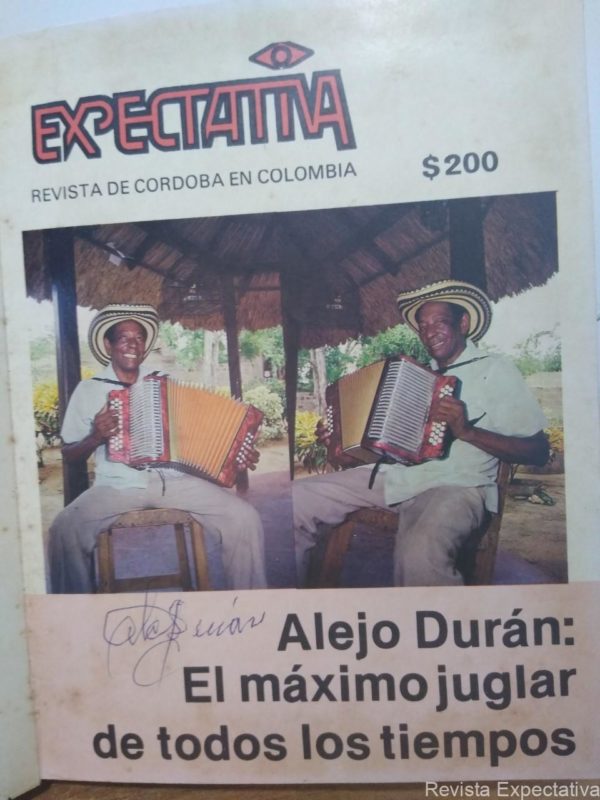 EXPECTATIVA
REVISTA DE CORDOBA EN COLOMBIA
$200
Alejo Durán:
El máximo juglar
de todos los tiempos
Revista Expectativa